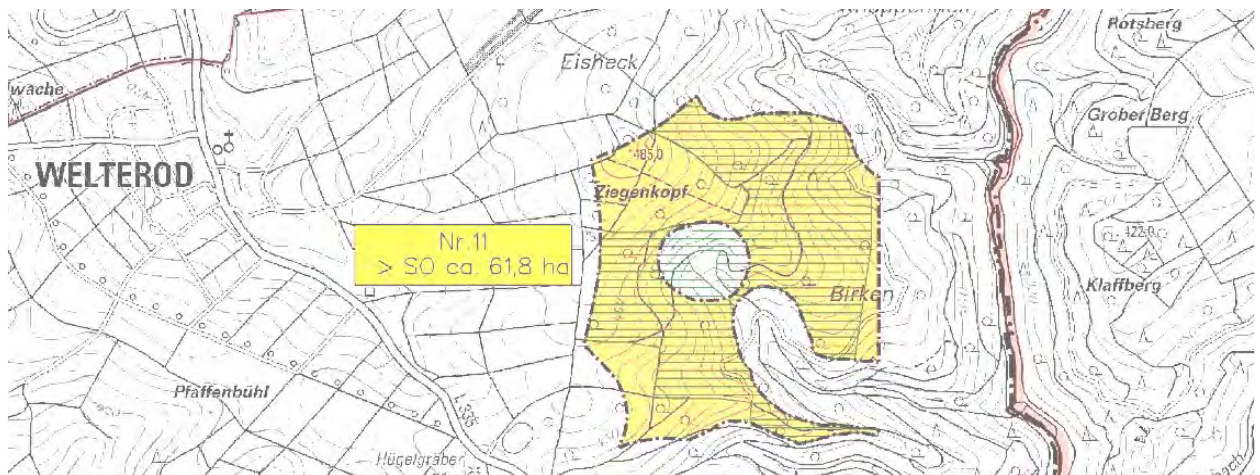 Rotsberg
Eisheck
wache
Grober Berg
WELTEROD
485,0
Ziegenkopf
Nr.11
> SO ca. 61,8 ha
422,0
Birken
Klaffberg
Pfaffenbühl
L 335
Hügelgräber